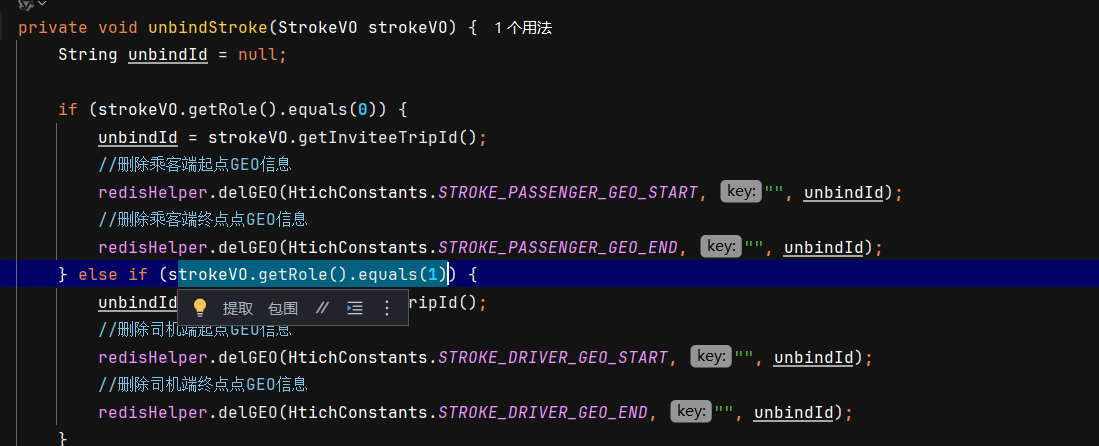 private void unbindStroke(StrokeVO strokeVO) { 1 个用法
String unbindId = null;
if (strokeVO.getRole().equals(0)) {
unbindId = strokeVO.getInviteeTripId();
//删除乘客端起点GEO信息
redisHelper.delGEO(HtichConstants.STROKE_PASSENGER_GEO_START, key: "", unbindId);
//删除乘客端终点点GEO信息
redisHelper.delGEO(HtichConstants.STROKE_PASSENGER_GEO_END, key: "", unbindId);
} else if (strokeVO.getRole().equals(1)) {
unbindId TripId();
提取 包围 //
//删除司机端起点GEO信息
redisHelper.delGEO(HtichConstants.STROKE_DRIVER_GEO_START, key: "", unbindId);
//删除司机端终点点GEO信息
redisHelper.delGEO(HtichConstants.STROKE_DRIVER_GEO_END, key: "", unbindId);
}